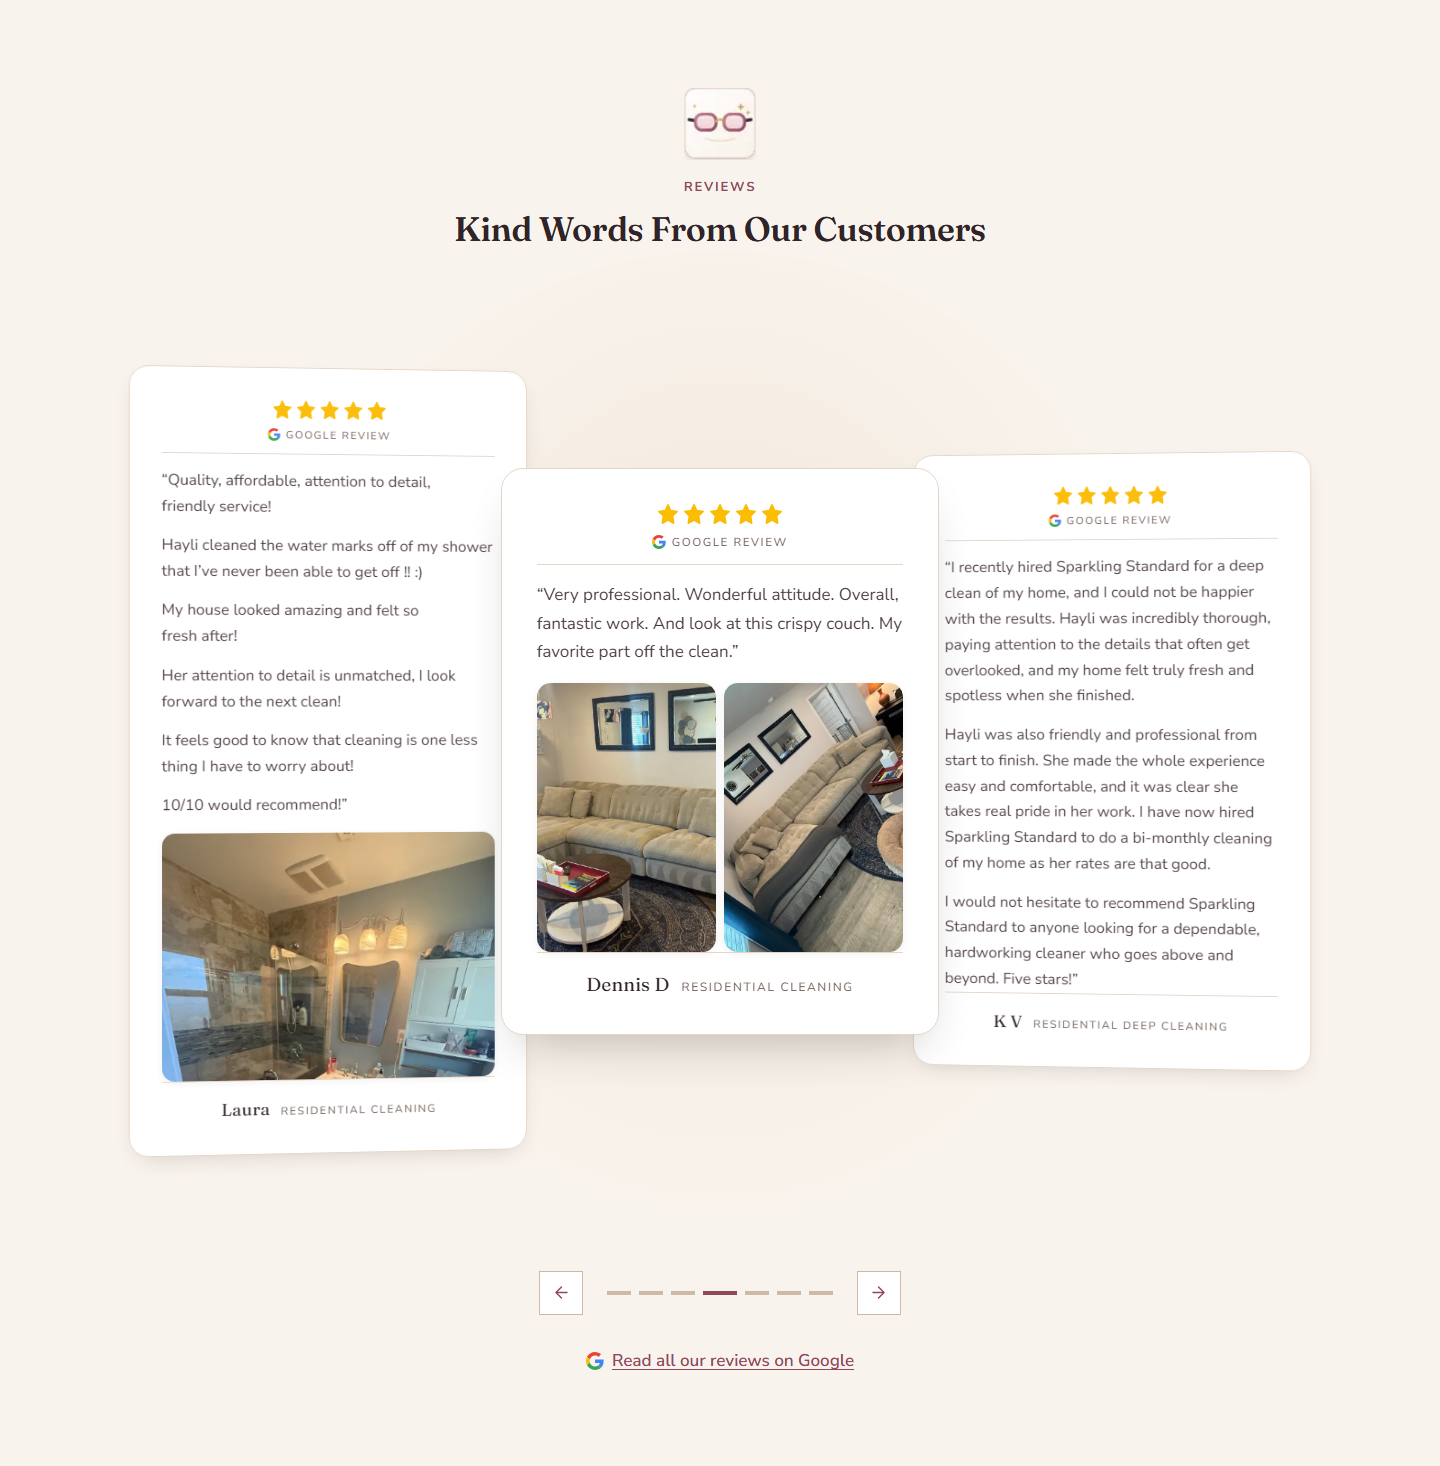 REVIEWS
Kind Words From Our Customers
GOOGLE REVIEW
“Quality, affordable, attention to detail,
friendly service!
Hayli cleaned the water marks off of my shower
that I’ve never been able to get off !! :)
My house looked amazing and felt so
fresh after!
Her attention to detail is unmatched, I look
forward to the next clean!
It feels good to know that cleaning is one less
thing I have to worry about!
10/10 would recommend!”
Laura RESIDENTIAL CLEANING
GOOGLE REVIEW
“Very professional. Wonderful attitude. Overall,
fantastic work. And look at this crispy couch. My
favorite part off the clean.”
Dennis D RESIDENTIAL CLEANING
GOOGLE REVIEW
“I recently hired Sparkling Standard for a deep
clean of my home, and I could not be happier
with the results. Hayli was incredibly thorough,
paying attention to the details that often get
overlooked, and my home felt truly fresh and
spotless when she finished.
Hayli was also friendly and professional from
start to finish. She made the whole experience
easy and comfortable, and it was clear she
takes real pride in her work. I have now hired
Sparkling Standard to do a bi-monthly cleaning
of my home as her rates are that good.
I would not hesitate to recommend Sparkling
Standard to anyone looking for a dependable,
hardworking cleaner who goes above and
beyond. Five stars!”
K V RESIDENTIAL DEEP CLEANING
Read all our reviews on Google